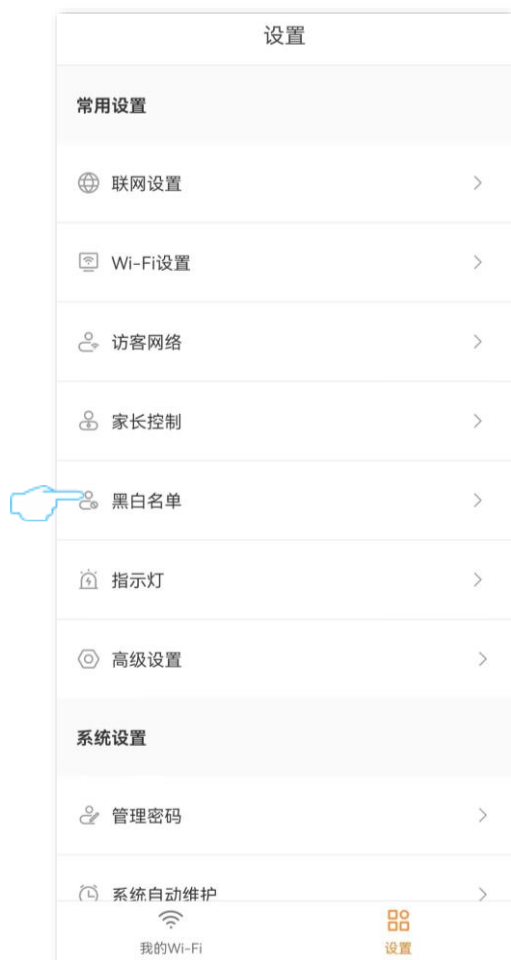 设置
常用设置
联网设置
Wi-Fi设置
访客网络
家长控制
黑白名单
指示灯
高级设置
系统设置
管理密码
系统自动维护
我的Wi-Fi
设置